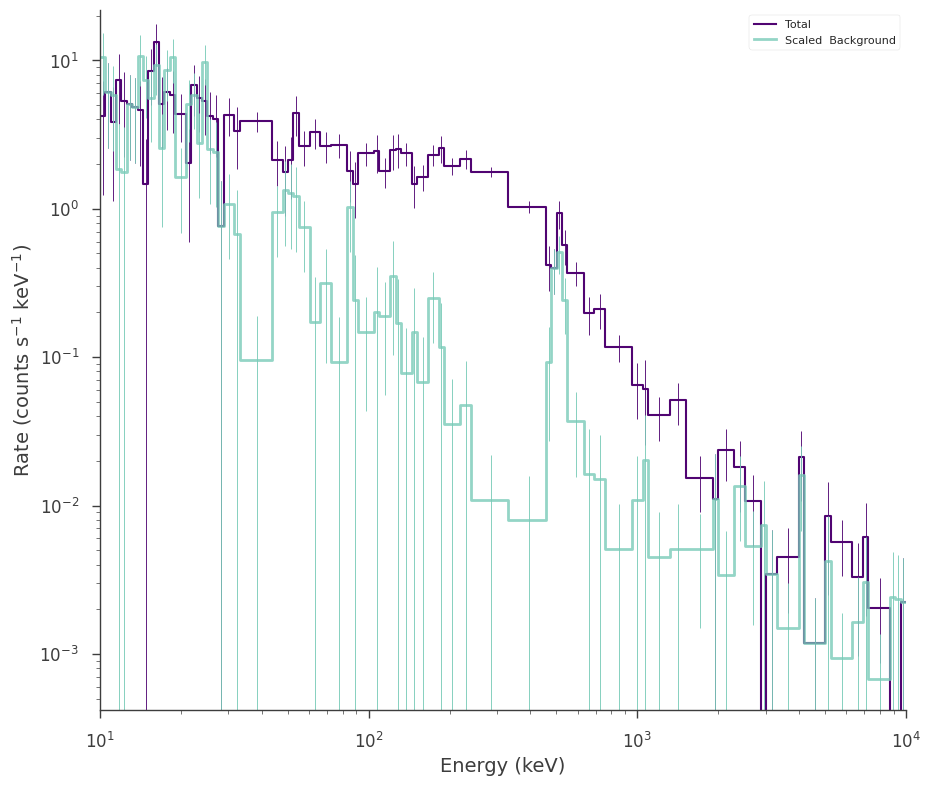 Total
Scaled  Background
10¹
10⁰
10⁻¹
10⁻²
10⁻³
Rate (counts s⁻¹ keV⁻¹)
10¹
10²
10³
10⁴
Energy (keV)